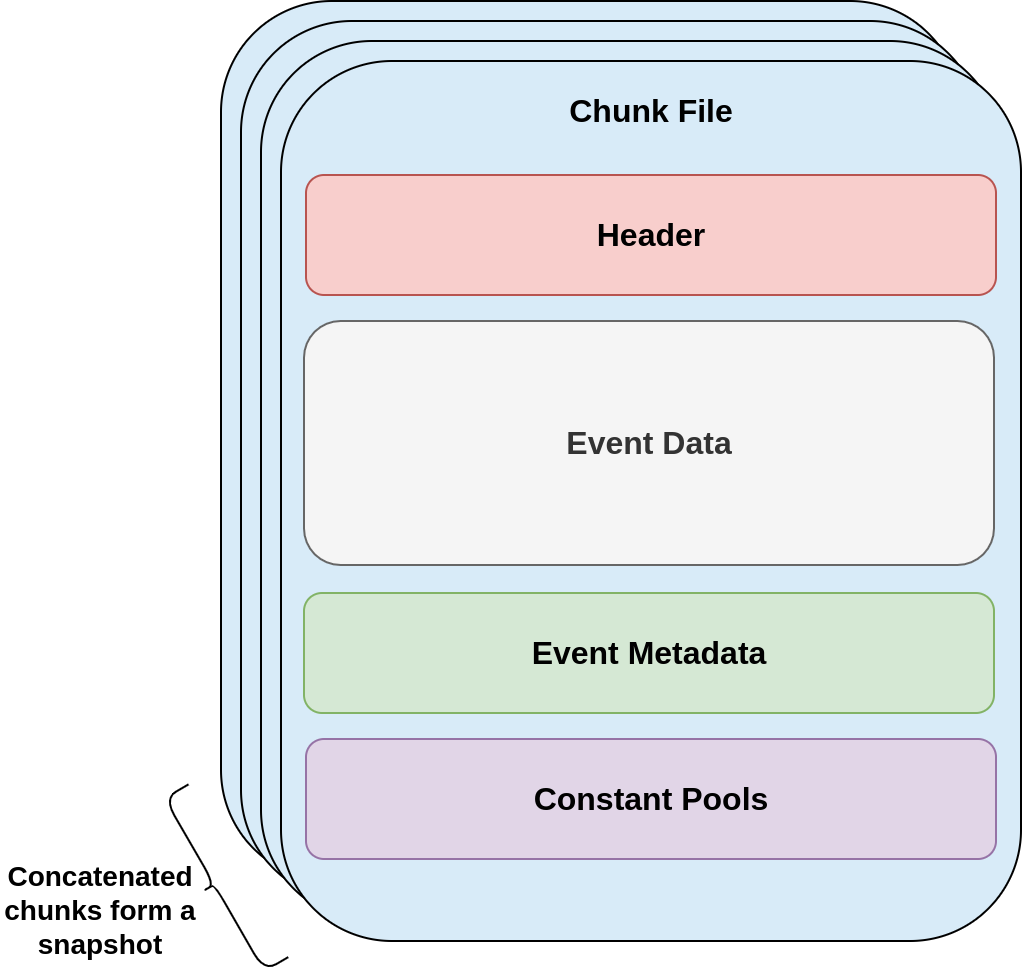 Chunk File
Header
Event Data
Event Metadata
Constant Pools
Concatenated
chunks form a
snapshot